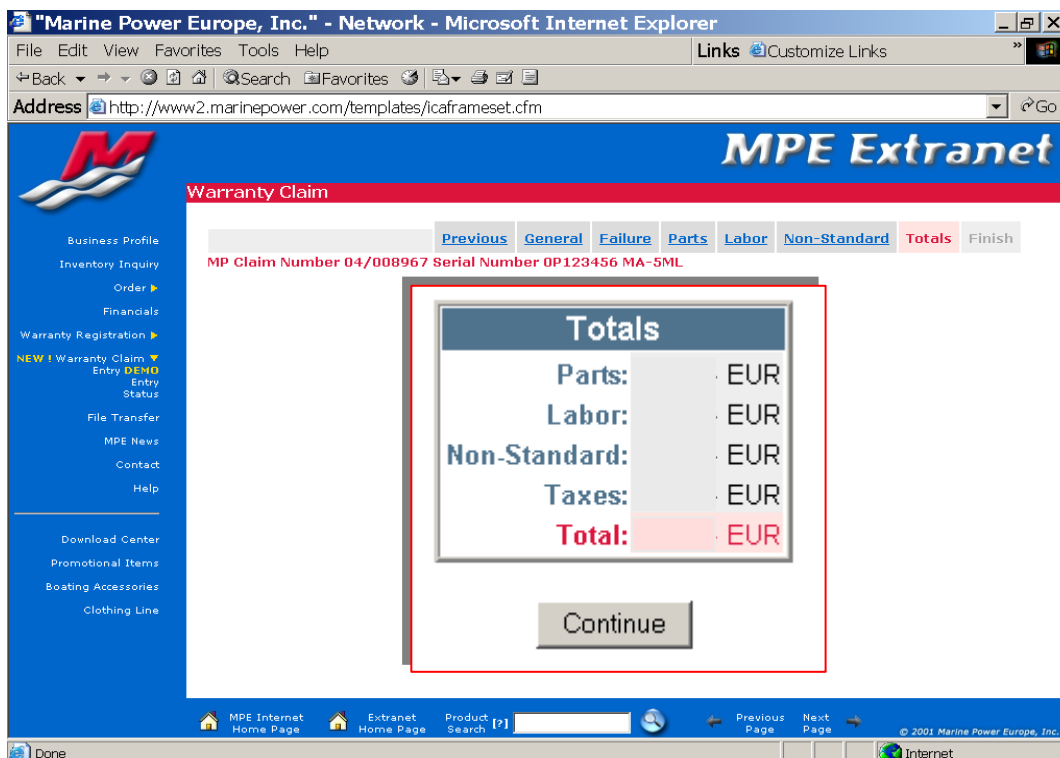 "Marine Power Europe, Inc." - Network - Microsoft Internet Explorer
File Edit View Favorites Tools Help Links Customize Links »
Back Search Favorites
Address http://www2.marinepower.com/templates/icaframeset.cfm Go
MPE Extranet
Warranty Claim
Previous General Failure Parts Labor Non-Standard Totals Finish
MP Claim Number 04/008967 Serial Number 0P123456 MA-5ML
Business Profile
Inventory Inquiry
Order
Financials
Warranty Registration
NEW ! Warranty Claim
Entry DEMO
Entry
Status
File Transfer
MPE News
Contact
Help
Download Center
Promotional Items
Boating Accessories
Clothing Line
Totals
Parts: EUR
Labor: EUR
Non-Standard: EUR
Taxes: EUR
Total: EUR
Continue
MPE Internet Home Page
Extranet Home Page
Product Search [?]
Previous Page
Next Page
© 2001 Marine Power Europe, Inc.
Done Internet